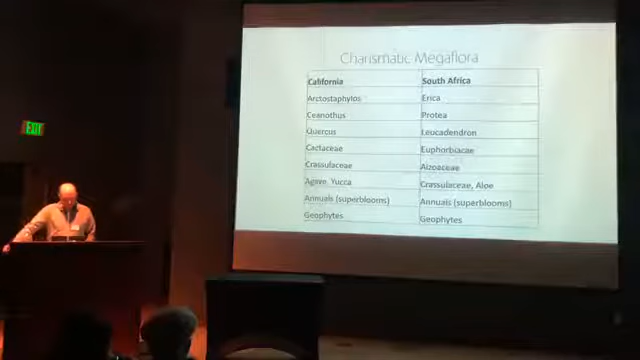 EXIT
Charismatic Megaflora
California South Africa
Arctostaphylos Erica
Ceanothus Protea
Quercus Leucadendron
Cactaceae Euphorbiacae
Crassulaceae Aizoaceae
Agave, Yucca Crassulaceae, Aloe
Annuals (superblooms) Annuals (superblooms)
Geophytes Geophytes